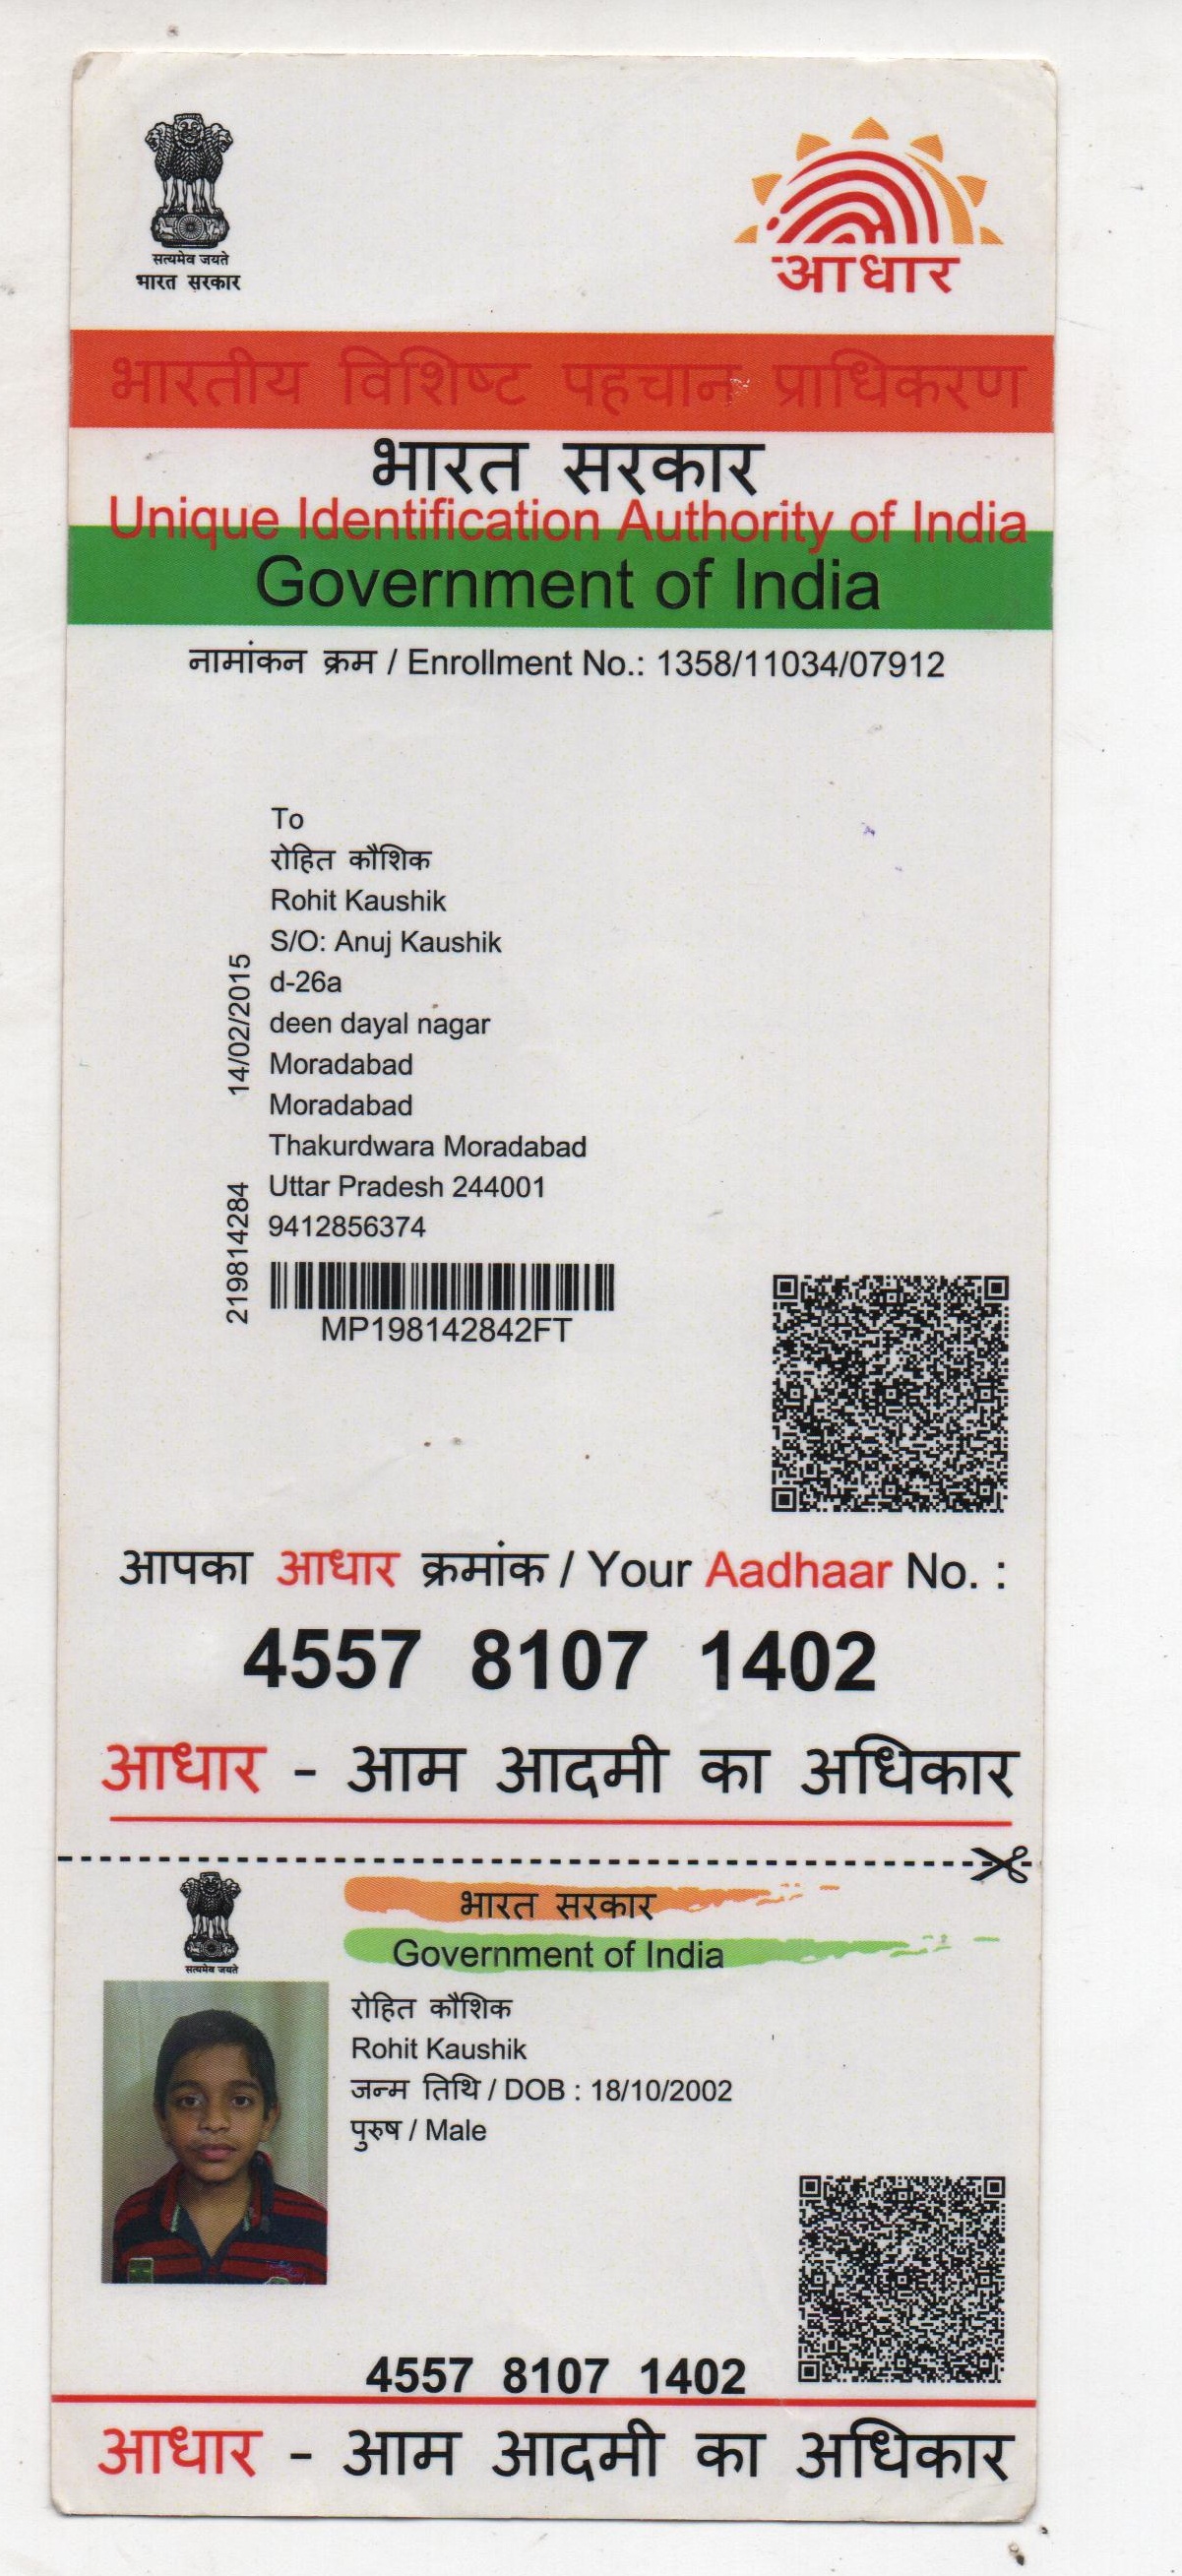 सत्यमेव जयते
भारत सरकार
आधार
भारतीय विशिष्ट पहचान प्राधिकरण
भारत सरकार
Unique Identification Authority of India
Government of India
नामांकन क्रम / Enrollment No.: 1358/11034/07912
To
रोहित कौशिक
Rohit Kaushik
S/O: Anuj Kaushik
d-26a
deen dayal nagar
Moradabad
Moradabad
Thakurdwara Moradabad
Uttar Pradesh 244001
9412856374
14/02/2015
219814284
MP198142842FT
आपका आधार क्रमांक / Your Aadhaar No. :
4557 8107 1402
आधार - आम आदमी का अधिकार
सत्यमेव जयते
भारत सरकार
Government of India
रोहित कौशिक
Rohit Kaushik
जन्म तिथि / DOB : 18/10/2002
पुरुष / Male
4557 8107 1402
आधार - आम आदमी का अधिकार